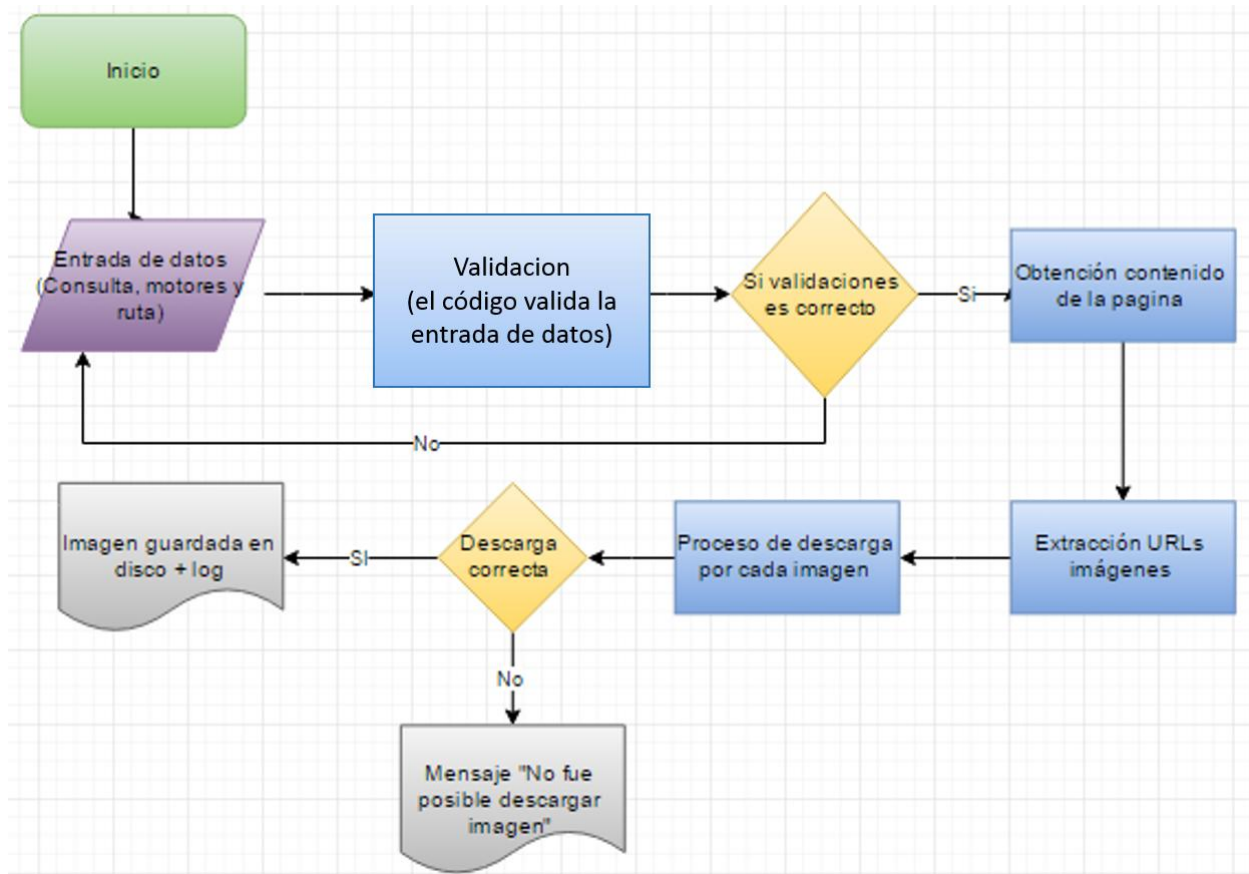 Inicio
Entrada de datos
(Consulta, motores y
ruta)
Validacion
(el código valida la
entrada de datos)
Si validaciones
es correcto
Si
Obtención contenido
de la pagina
No
Imagen guardada en
disco + log
SI
Descarga
correcta
Proceso de descarga
por cada imagen
Extracción URLs
imágenes
No
Mensaje "No fue
posible descargar
imagen"